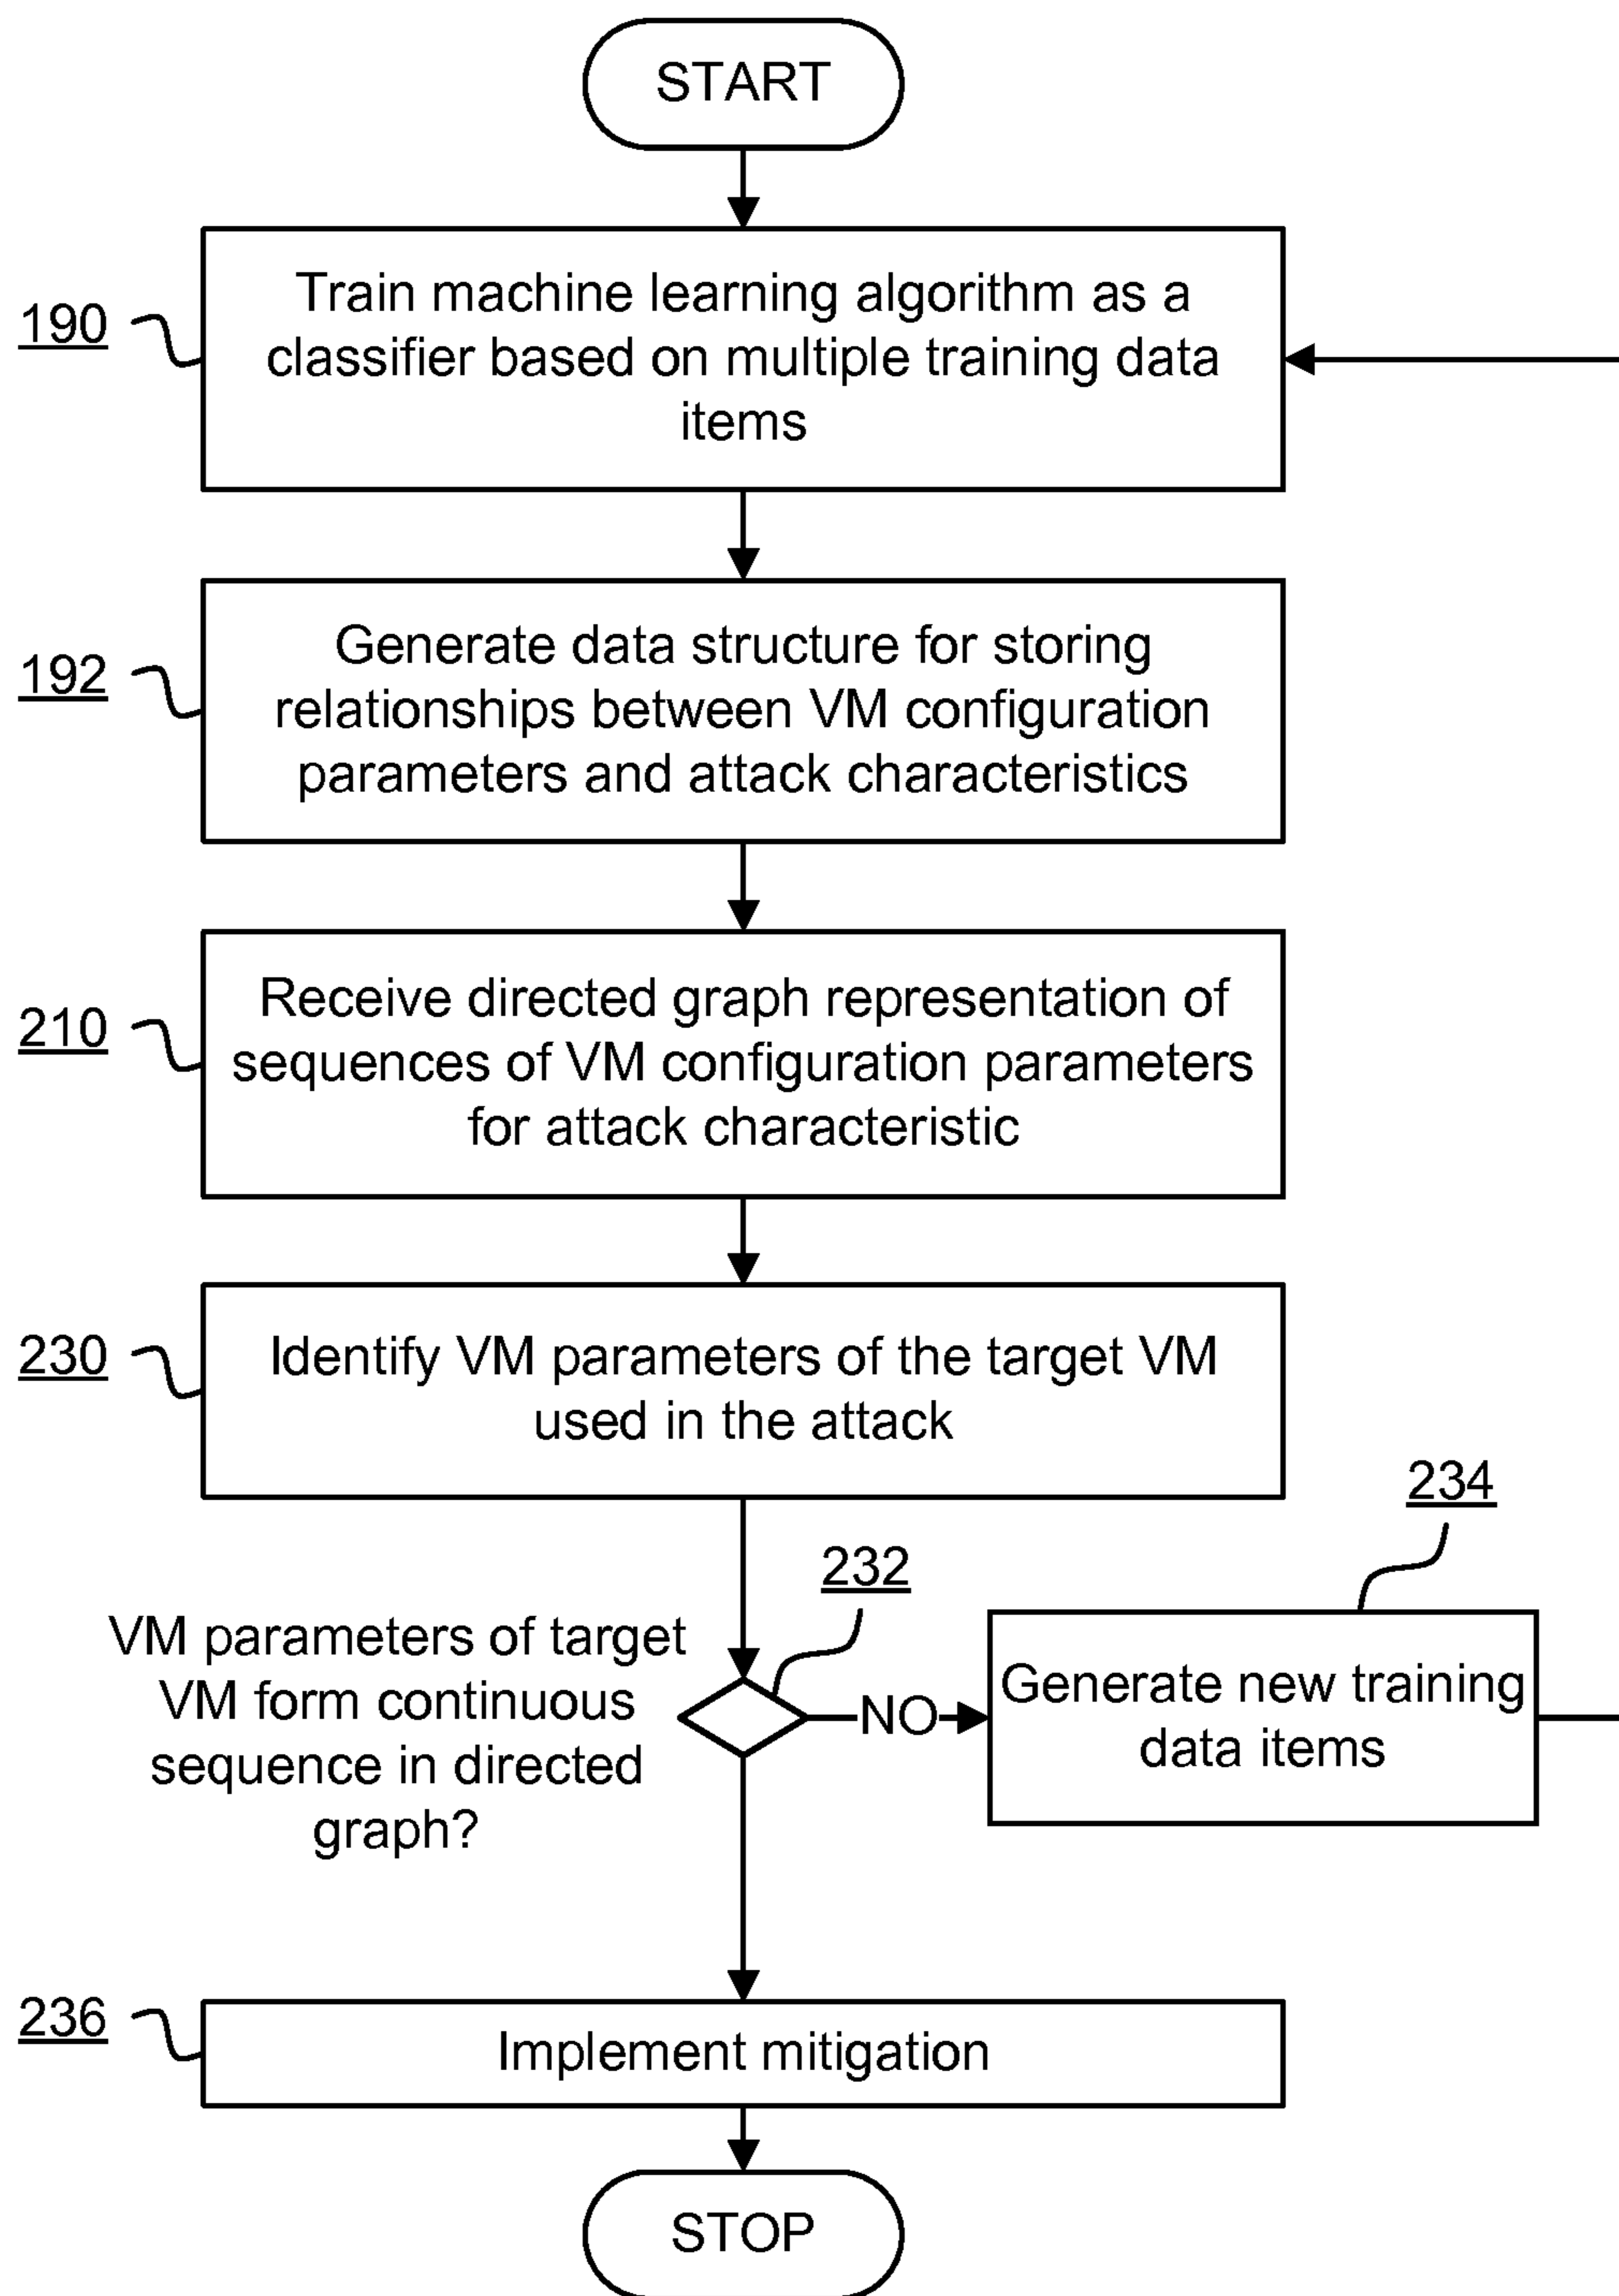 START
190
Train machine learning algorithm as a
classifier based on multiple training data
items
192
Generate data structure for storing
relationships between VM configuration
parameters and attack characteristics
210
Receive directed graph representation of
sequences of VM configuration parameters
for attack characteristic
230
Identify VM parameters of the target VM
used in the attack
232
VM parameters of target
VM form continuous
sequence in directed
graph?
NO
234
Generate new training
data items
236
Implement mitigation
STOP